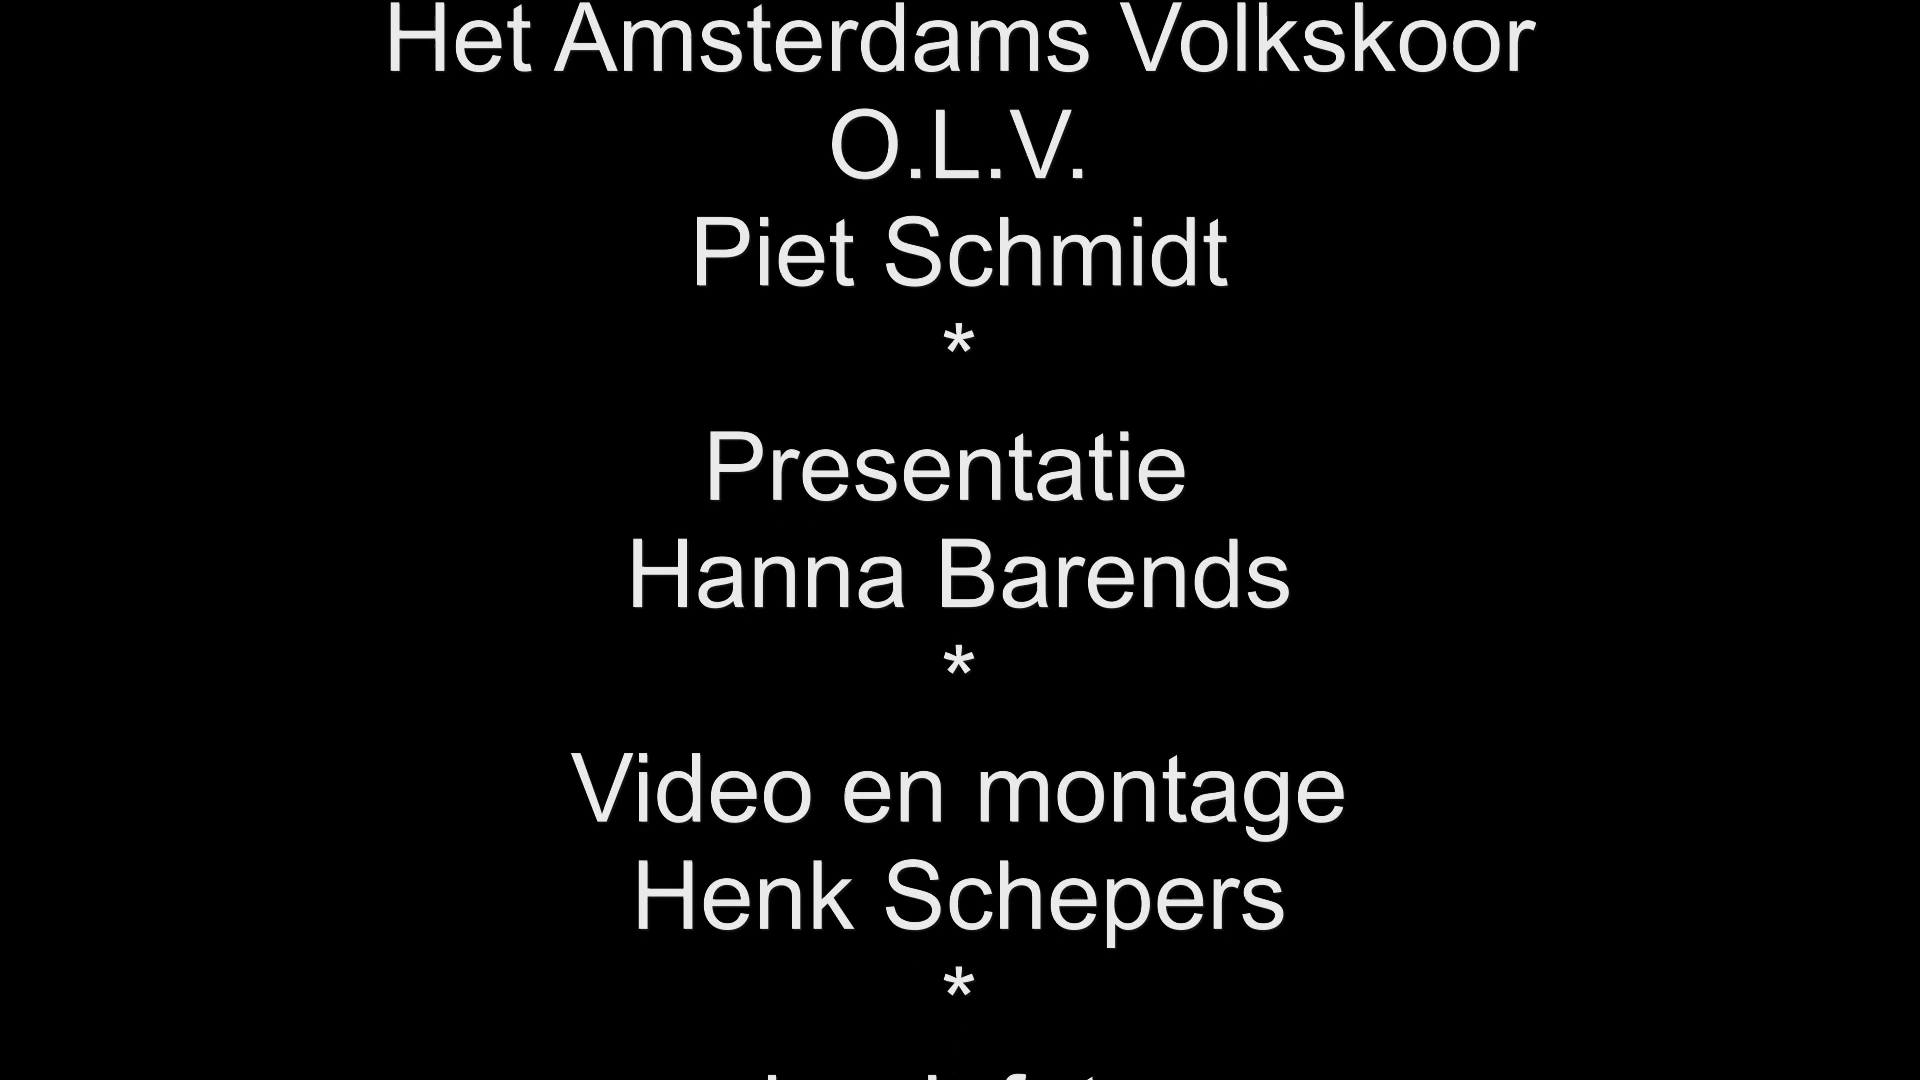 Het Amsterdams Volkskoor
O.L.V.
Piet Schmidt
*
Presentatie
Hanna Barends
*
Video en montage
Henk Schepers
*